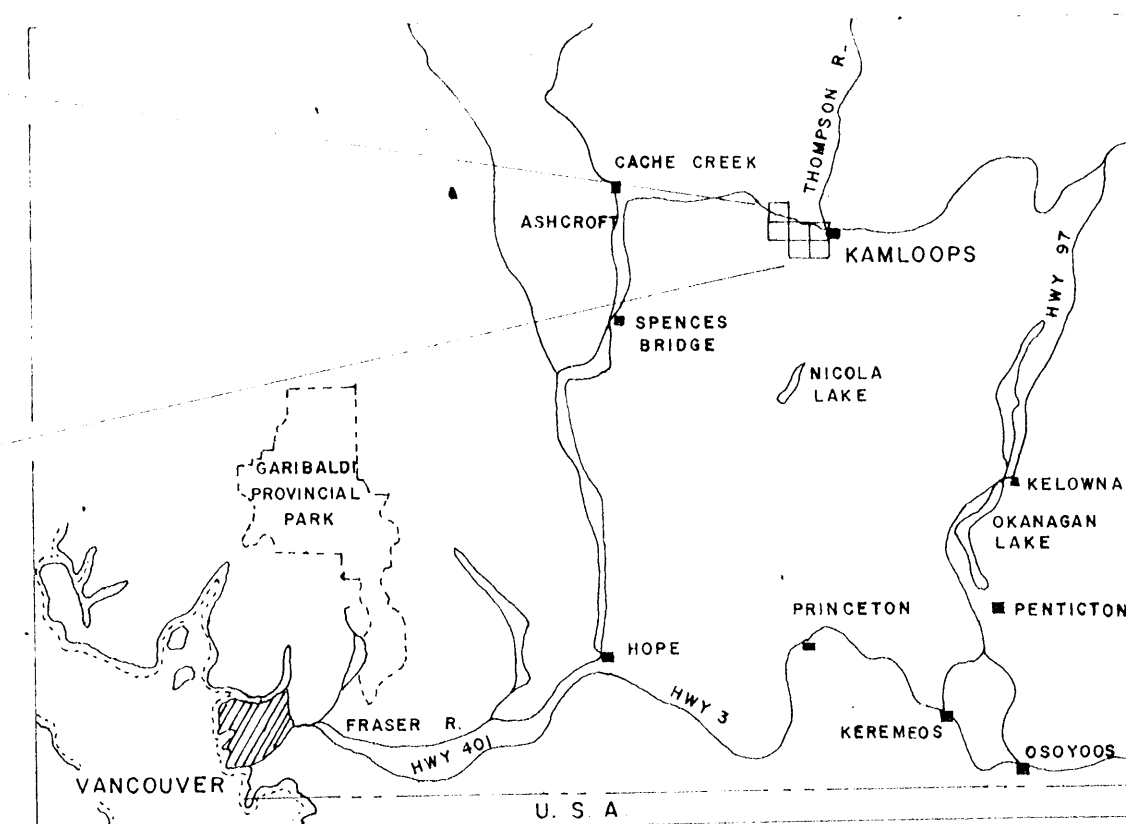 THOMPSON R.
CACHE CREEK
ASHCROFT
KAMLOOPS
HWY 97
SPENCES
BRIDGE
NICOLA
LAKE
GARIBALDI
PROVINCIAL
PARK
KELOWNA
OKANAGAN
LAKE
PRINCETON
PENTICTON
HOPE
HWY 3
FRASER R.
HWY 401
KEREMEOS
OSOYOOS
VANCOUVER
U. S. A.